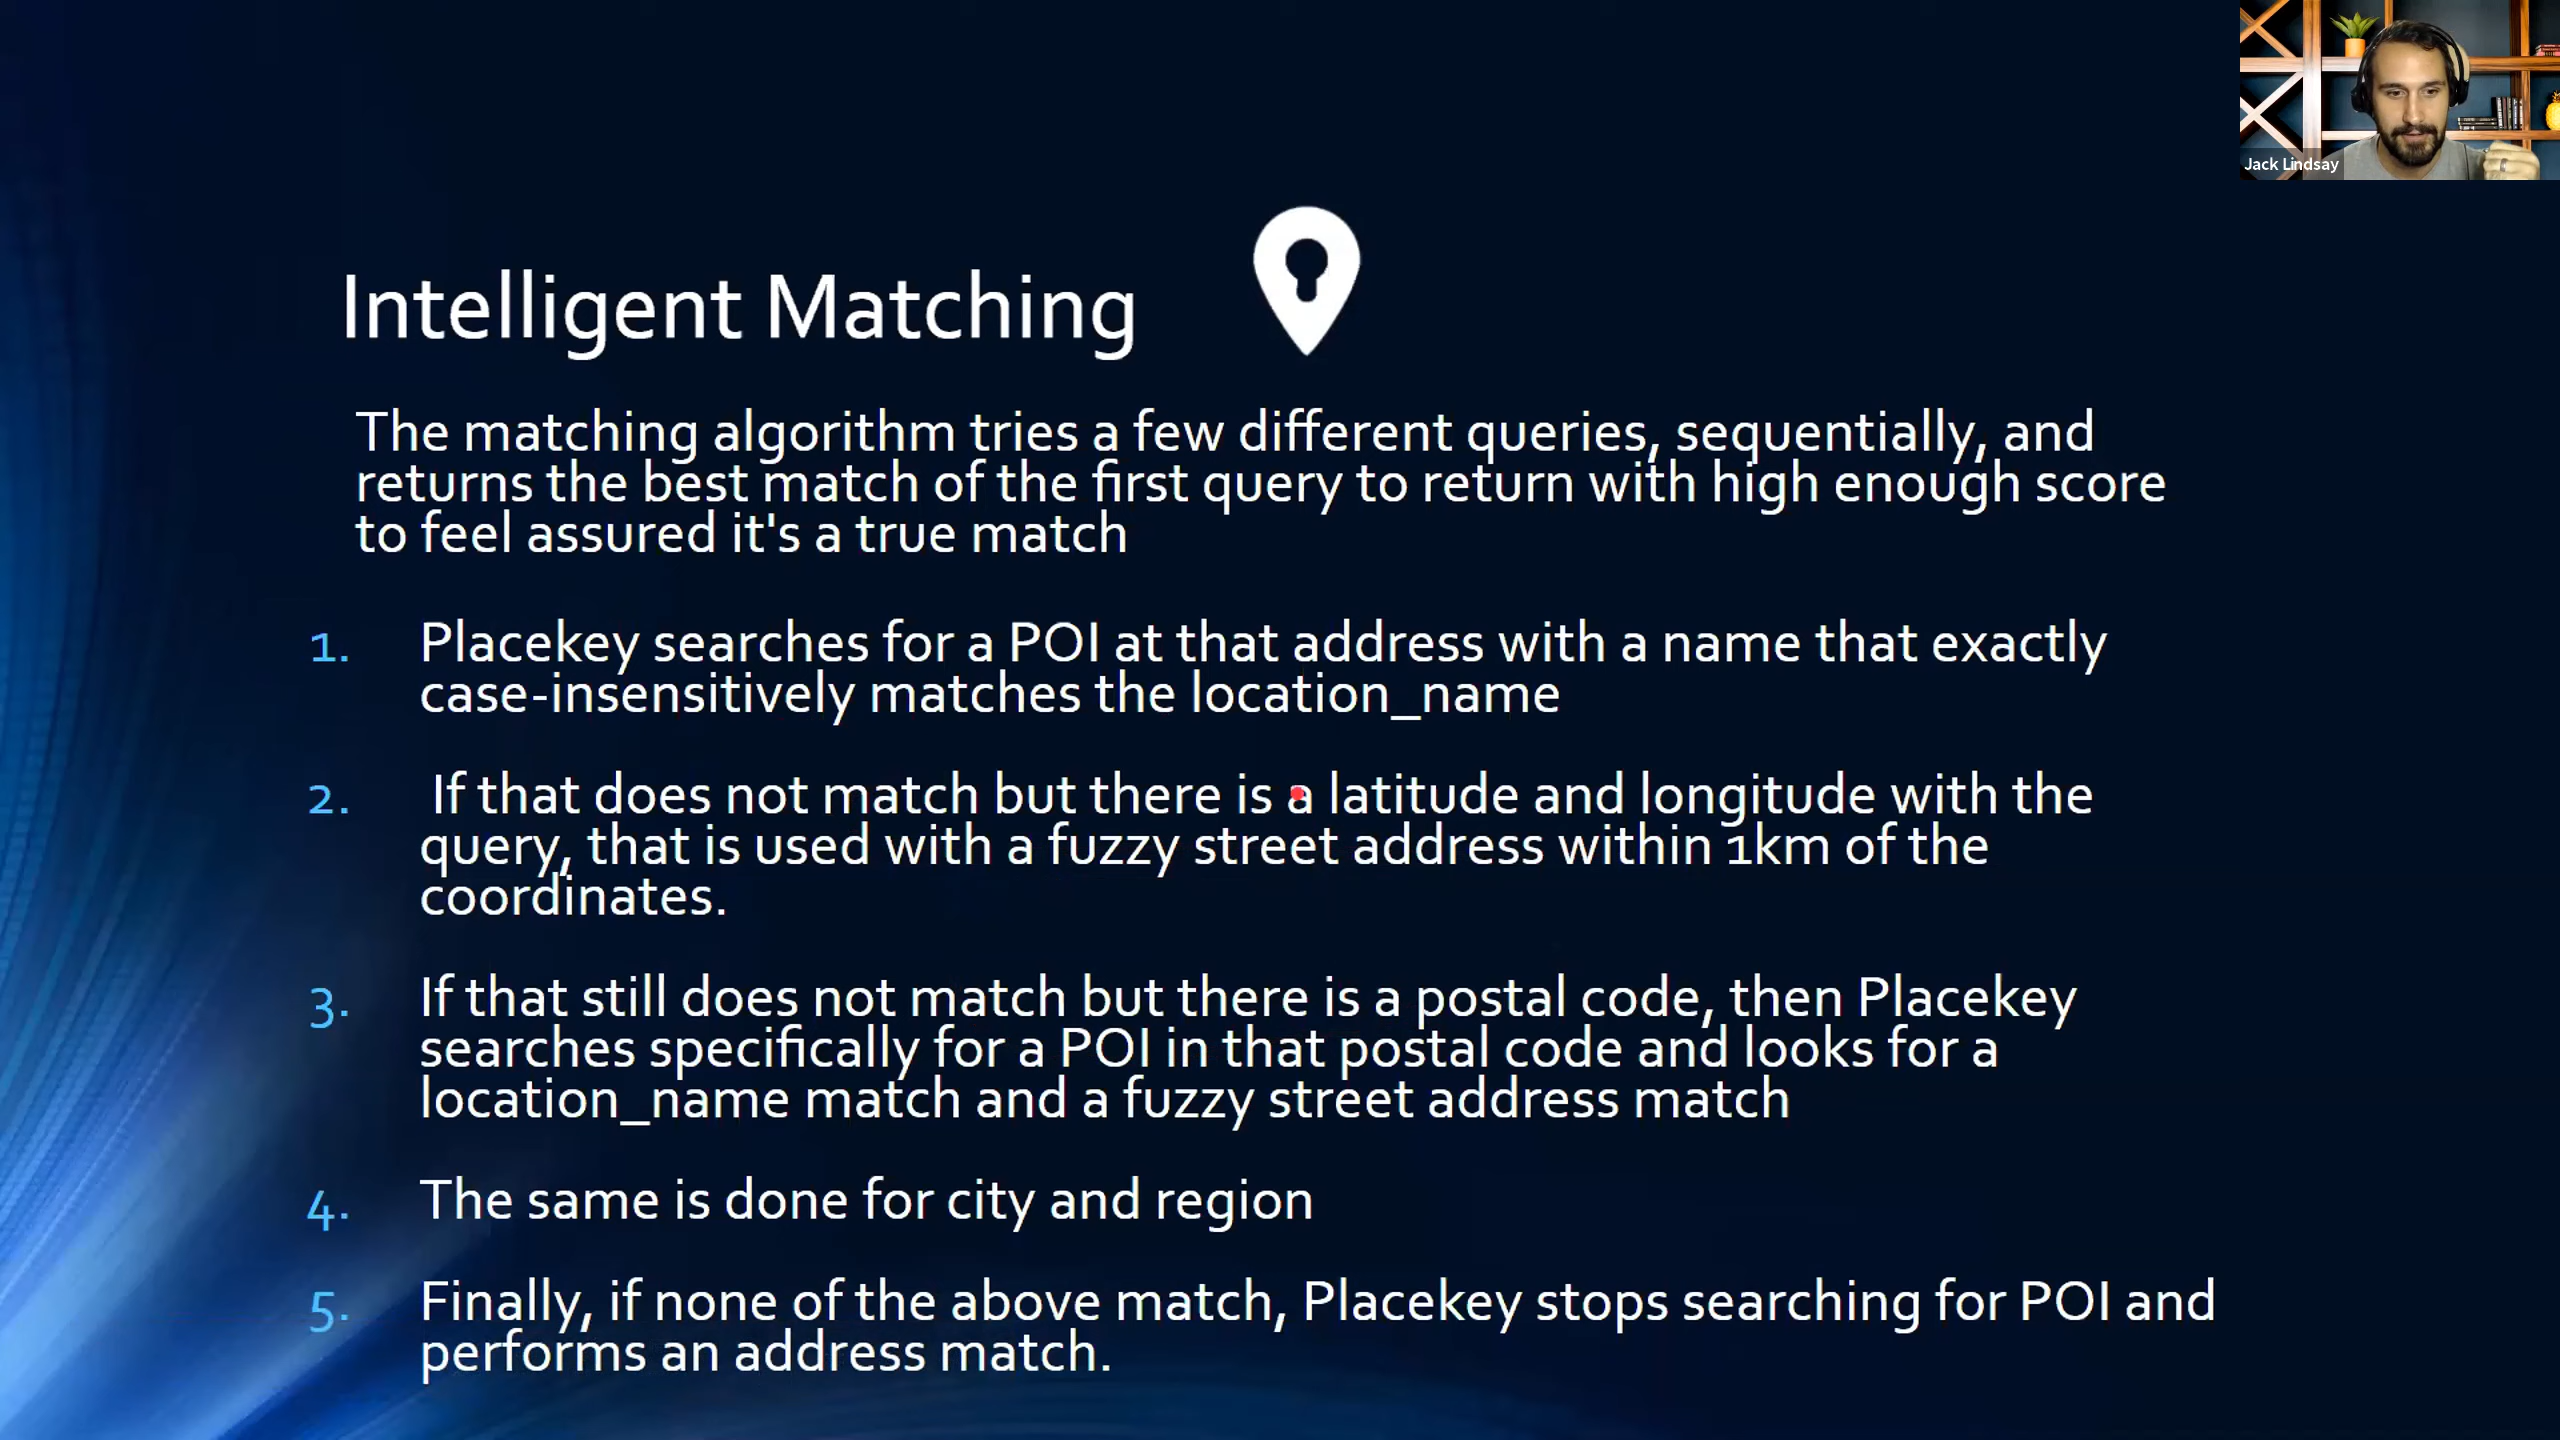 Jack Lindsay
Intelligent Matching
The matching algorithm tries a few different queries, sequentially, and
returns the best match of the first query to return with high enough score
to feel assured it's a true match
1. Placekey searches for a POI at that address with a name that exactly
case-insensitively matches the location_name
2. If that does not match but there is a latitude and longitude with the
query, that is used with a fuzzy street address within 1km of the
coordinates.
3. If that still does not match but there is a postal code, then Placekey
searches specifically for a POI in that postal code and looks for a
location_name match and a fuzzy street address match
4. The same is done for city and region
5. Finally, if none of the above match, Placekey stops searching for POI and
performs an address match.